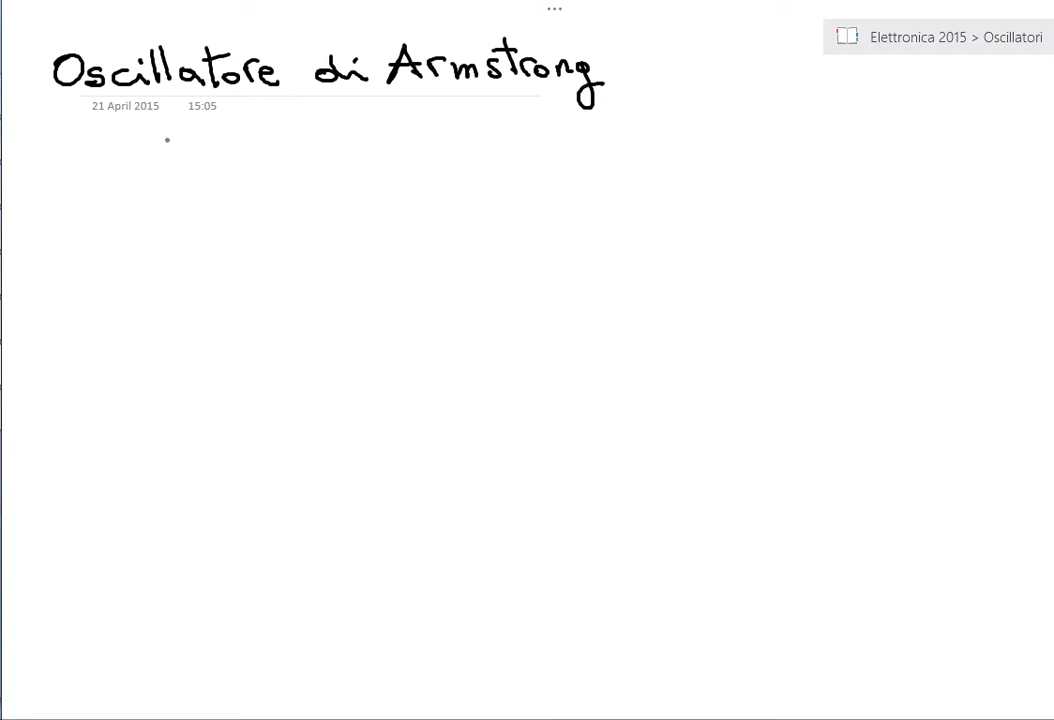 Elettronica 2015 > Oscillatori
Oscillatore di Armstrong
21 April 2015 15:05